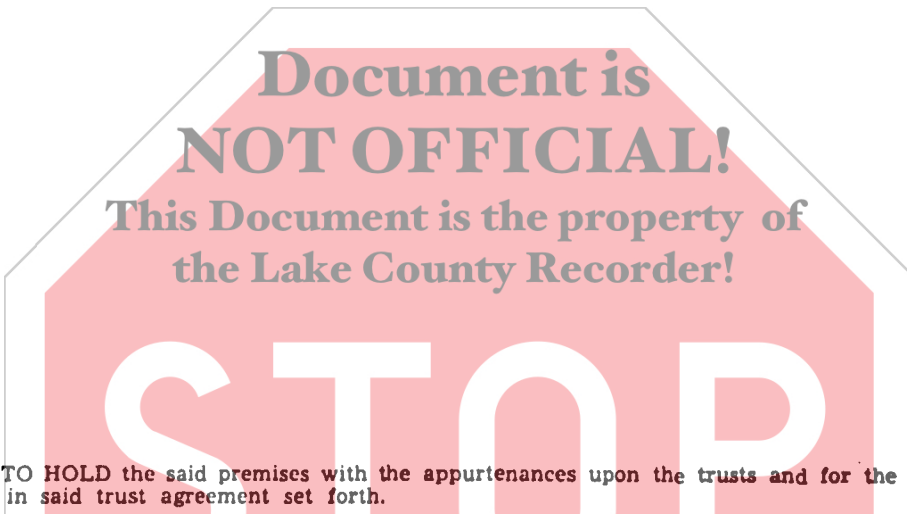 Document is
NOT OFFICIAL!
This Document is the property of
the Lake County Recorder!
STOP
TO HOLD the said premises with the appurtenances upon the trusts and for the
in said trust agreement set forth.